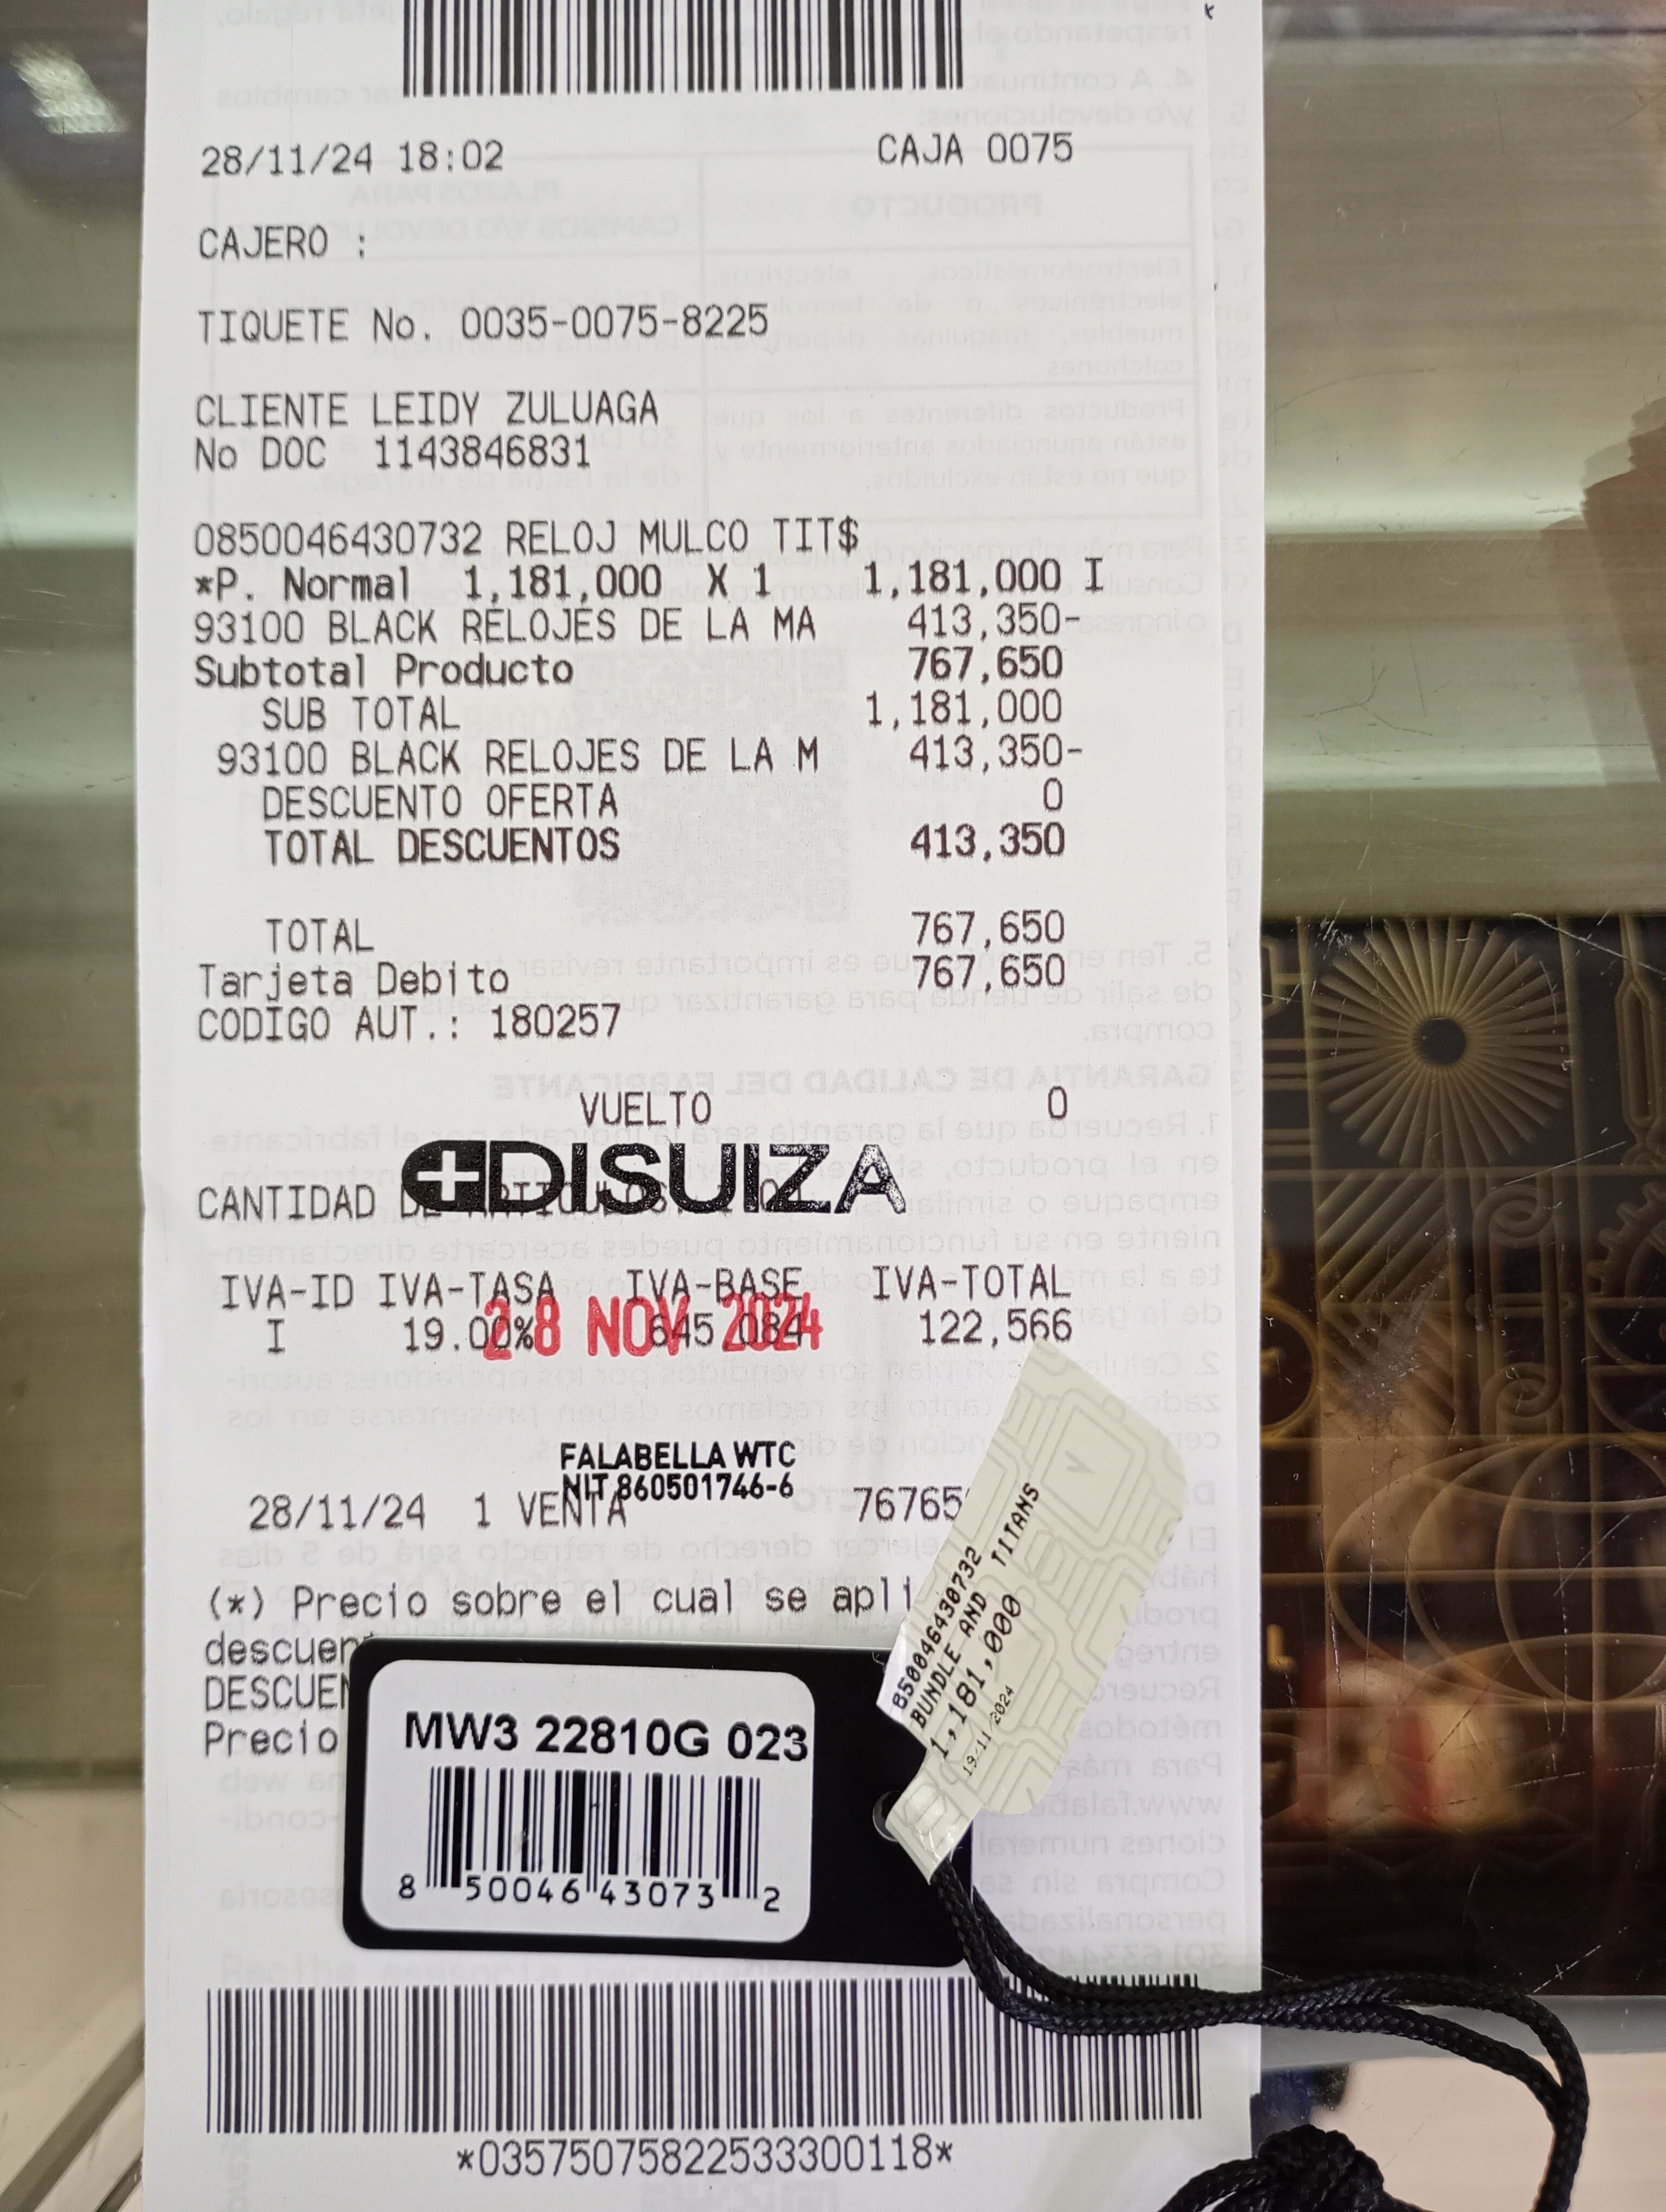 28/11/24 18:02 CAJA 0075
CAJERO :
TIQUETE No. 0035-0075-8225
CLIENTE LEIDY ZULUAGA
No DOC 1143846831
0850046430732 RELOJ MULCO TIT$
*P. Normal 1,181,000 X 1 1,181,000 I
93100 BLACK RELOJES DE LA MA 413,350-
Subtotal Producto 767,650
SUB TOTAL 1,181,000
93100 BLACK RELOJES DE LA M 413,350-
DESCUENTO OFERTA 0
TOTAL DESCUENTOS 413,350
TOTAL 767,650
Tarjeta Debito 767,650
CODIGO AUT.: 180257
VUELTO 0
DISUIZA
CANTIDAD
IVA-ID IVA-TASA IVA-BASE IVA-TOTAL
I 19.00% 645,084 122,566
28 NOV 2024
FALABELLA WTC
NIT 860501746-6
28/11/24 1 VENTA 76765
(*) Precio sobre el cual se apli
descuen
DESCUEN
Precio
850046430732
BUNDLE AND TITANS
1,181,000
19/11/2024
MW3 22810G 023
8 50046 43073 2
*035750758225333300118*